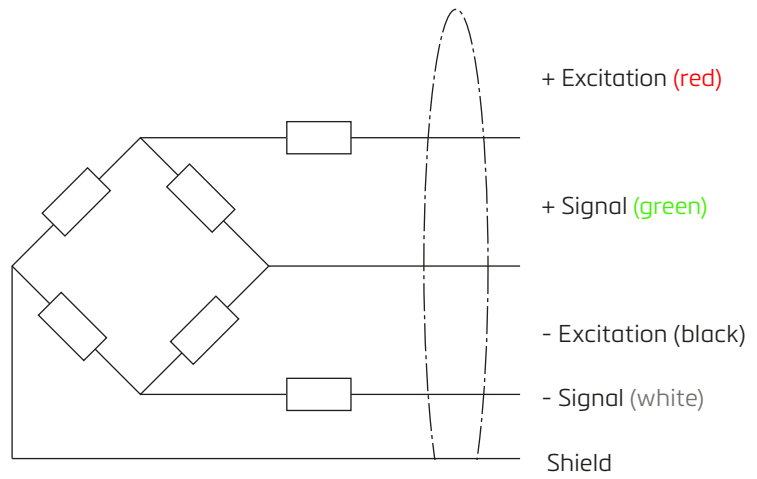 + Excitation (red)
+ Signal (green)
- Excitation (black)
- Signal (white)
Shield